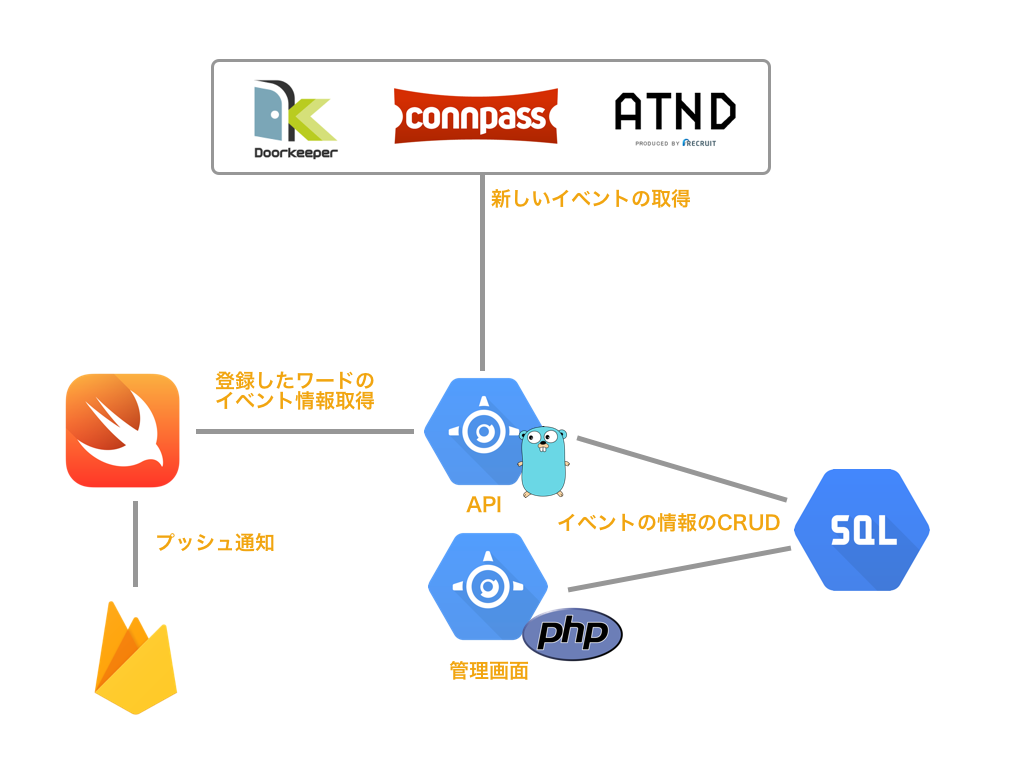 Doorkeeper
connpass
ATND
PRODUCED BY RECRUIT
新しいイベントの取得
登録したワードの
イベント情報取得
API
イベントの情報のCRUD
SQL
プッシュ通知
php
管理画面